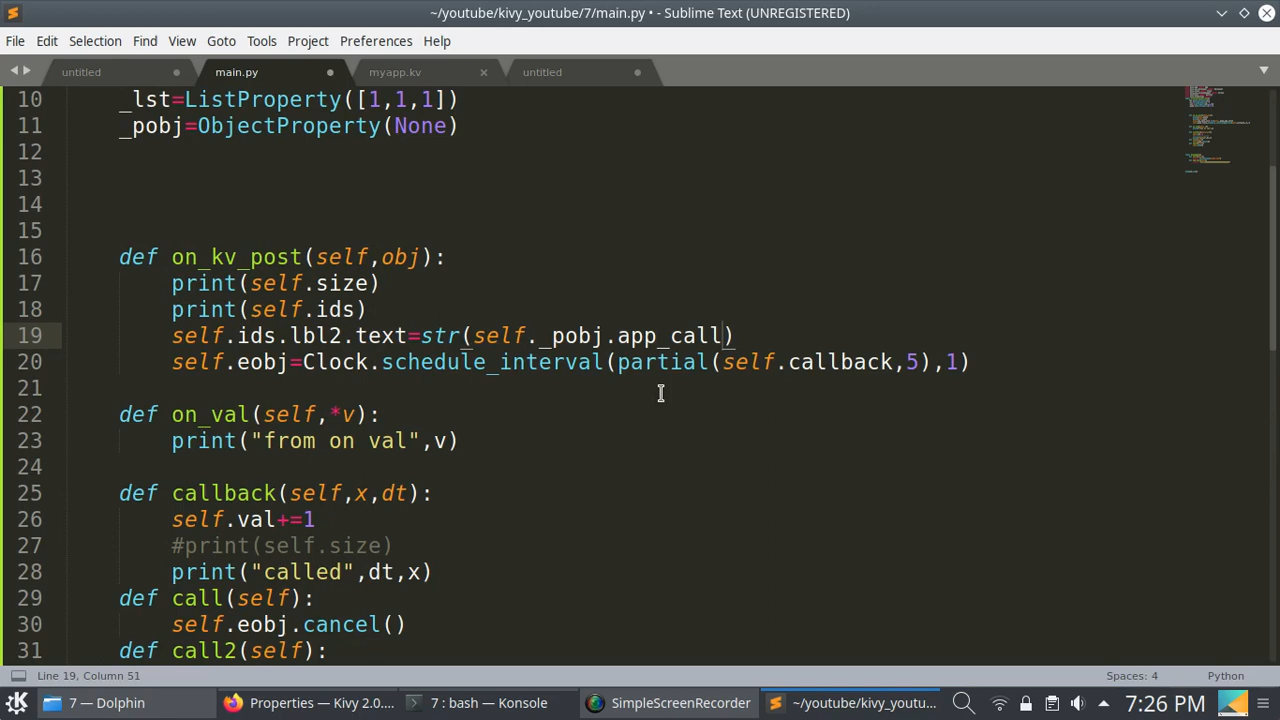 ~/youtube/kivy_youtube/7/main.py • - Sublime Text (UNREGISTERED)
File Edit Selection Find View Goto Tools Project Preferences Help
untitled main.py myapp.kv untitled
10 _lst=ListProperty([1,1,1])
11 _pobj=ObjectProperty(None)
12
13
14
15
16 def on_kv_post(self,obj):
17 print(self.size)
18 print(self.ids)
19 self.ids.lbl2.text=str(self._pobj.app_call)
20 self.eobj=Clock.schedule_interval(partial(self.callback,5),1)
21
22 def on_val(self,*v):
23 print("from on val",v)
24
25 def callback(self,x,dt):
26 self.val+=1
27 #print(self.size)
28 print("called",dt,x)
29 def call(self):
30 self.eobj.cancel()
31 def call2(self):
Line 19, Column 51 Spaces: 4 Python
7 — Dolphin Properties — Kivy 2.0.... 7 : bash — Konsole SimpleScreenRecorder ~/youtube/kivy_youtu... 7:26 PM